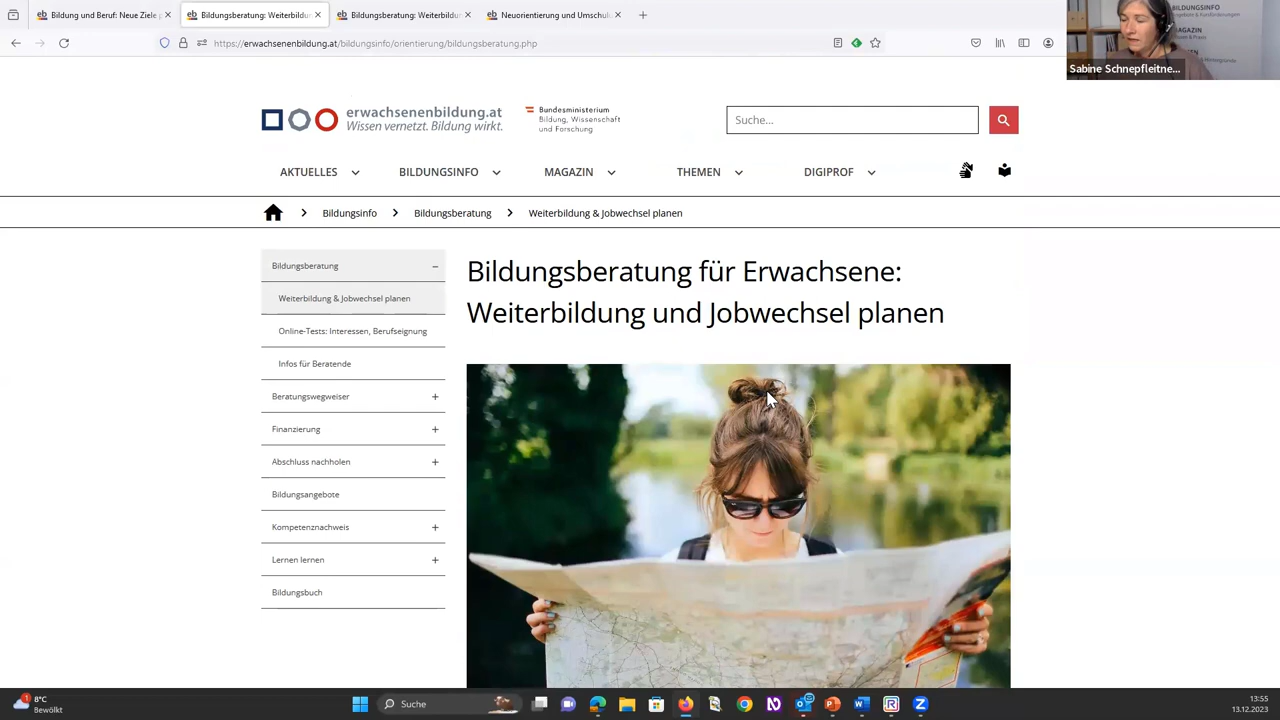 Bildung und Beruf: Neue Ziele
Bildungsberatung: Weiterbildu
Bildungsberatung: Weiterbildur
Neuorientierung und Umschul
https://erwachsenenbildung.at/bildungsinfo/orientierung/bildungsberatung.php
BILDUNGSINFO
MAGAZIN
Sabine Schnepfleitne...
erwachsenenbildung.at
Wissen vernetzt. Bildung wirkt.
Bundesministerium
Bildung, Wissenschaft
und Forschung
Suche...
AKTUELLES
BILDUNGSINFO
MAGAZIN
THEMEN
DIGIPROF
Bildungsinfo
Bildungsberatung
Weiterbildung & Jobwechsel planen
Bildungsberatung
Weiterbildung & Jobwechsel planen
Online-Tests: Interessen, Berufseignung
Infos für Beratende
Beratungswegweiser
Finanzierung
Abschluss nachholen
Bildungsangebote
Kompetenznachweis
Lernen lernen
Bildungsbuch
Bildungsberatung für Erwachsene:
Weiterbildung und Jobwechsel planen
1
8°C
Bewölkt
Suche
13:55
13.12.2023